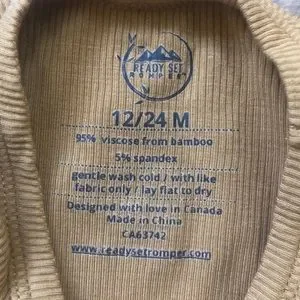 READY SET
ROMPER
12/24 M
95% viscose from bamboo
5% spandex
gentle wash cold / with like
fabric only / lay flat to dry
Designed with love in Canada
Made in China
CA63742
www.readysetromper.com